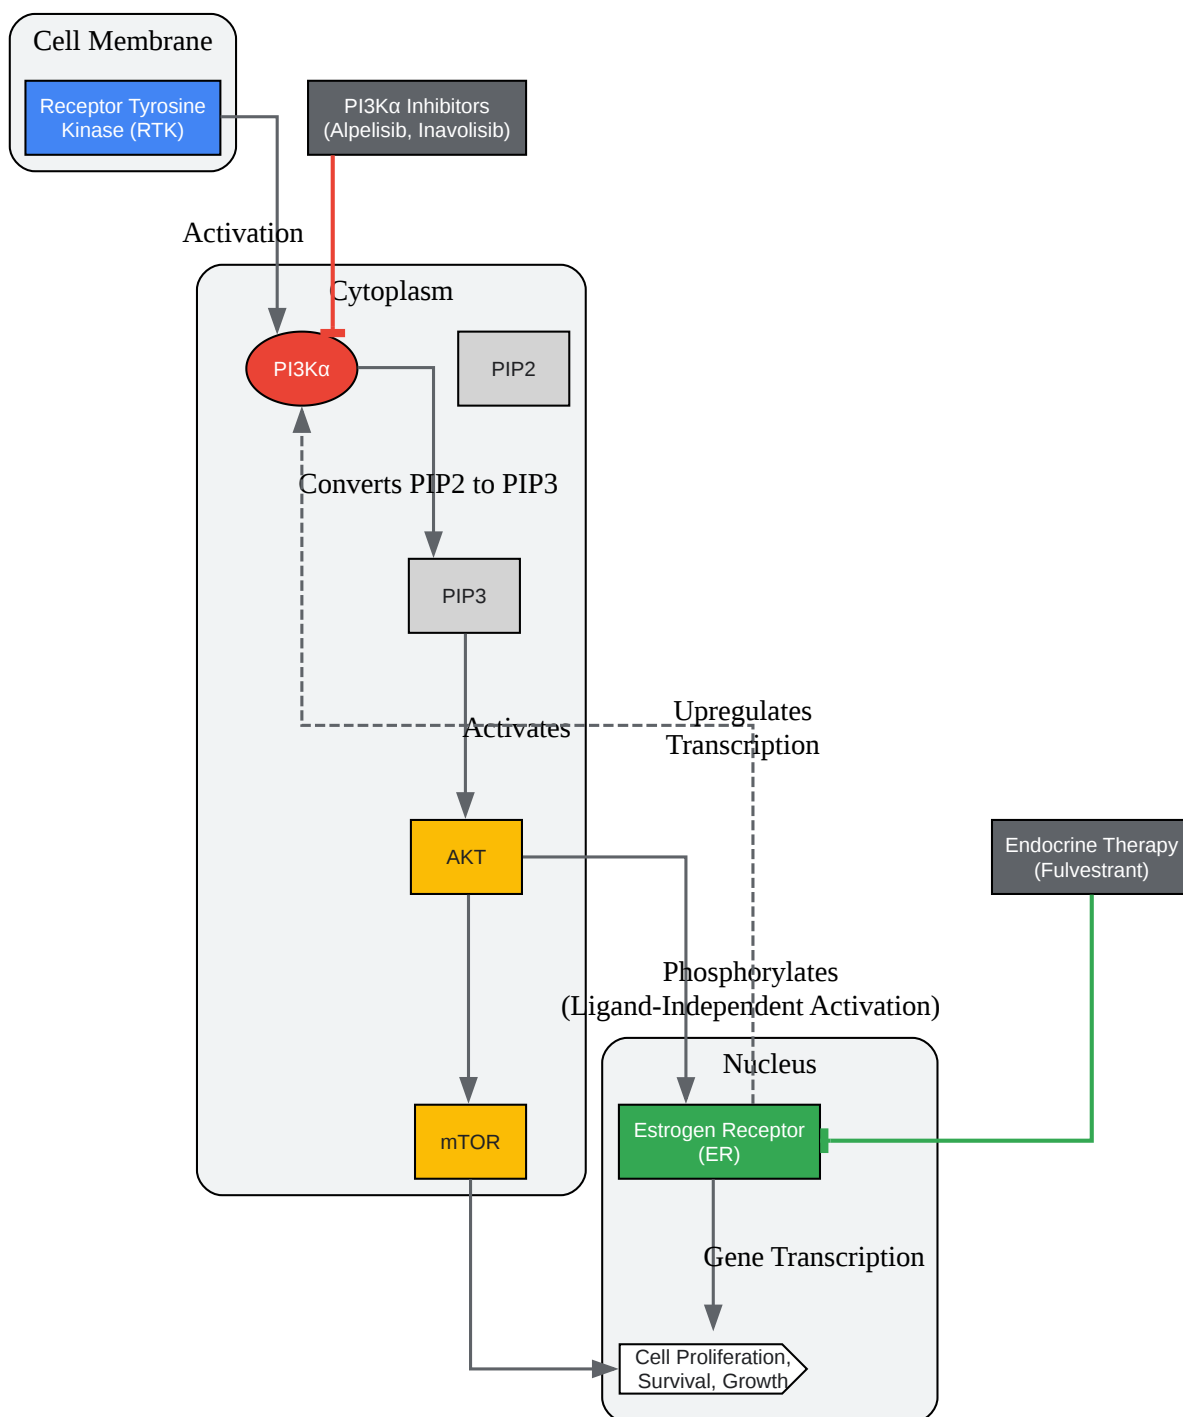 Cell Membrane
Receptor Tyrosine
Kinase (RTK)
PI3Kα Inhibitors
(Alpelisib, Inavolisib)
Activation
Cytoplasm
PI3Kα
PIP2
Converts PIP2 to PIP3
PIP3
Upregulates
Transcription
Activates
AKT
Endocrine Therapy
(Fulvestrant)
Phosphorylates
(Ligand-Independent Activation)
Nucleus
mTOR
Estrogen Receptor
(ER)
Gene Transcription
Cell Proliferation,
Survival, Growth